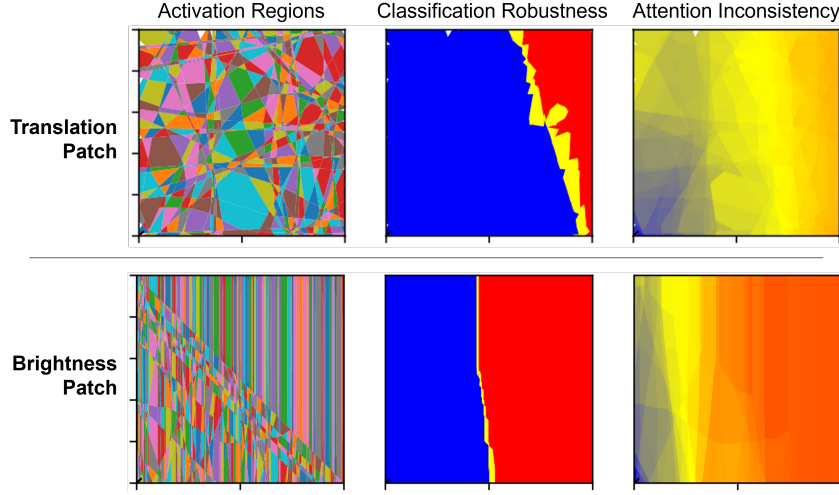 Activation Regions
Classification Robustness
Attention Inconsistency
Translation
Patch
Brightness
Patch